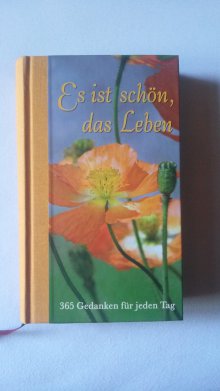 Es ist schön,
das Leben
365 Gedanken für jeden Tag